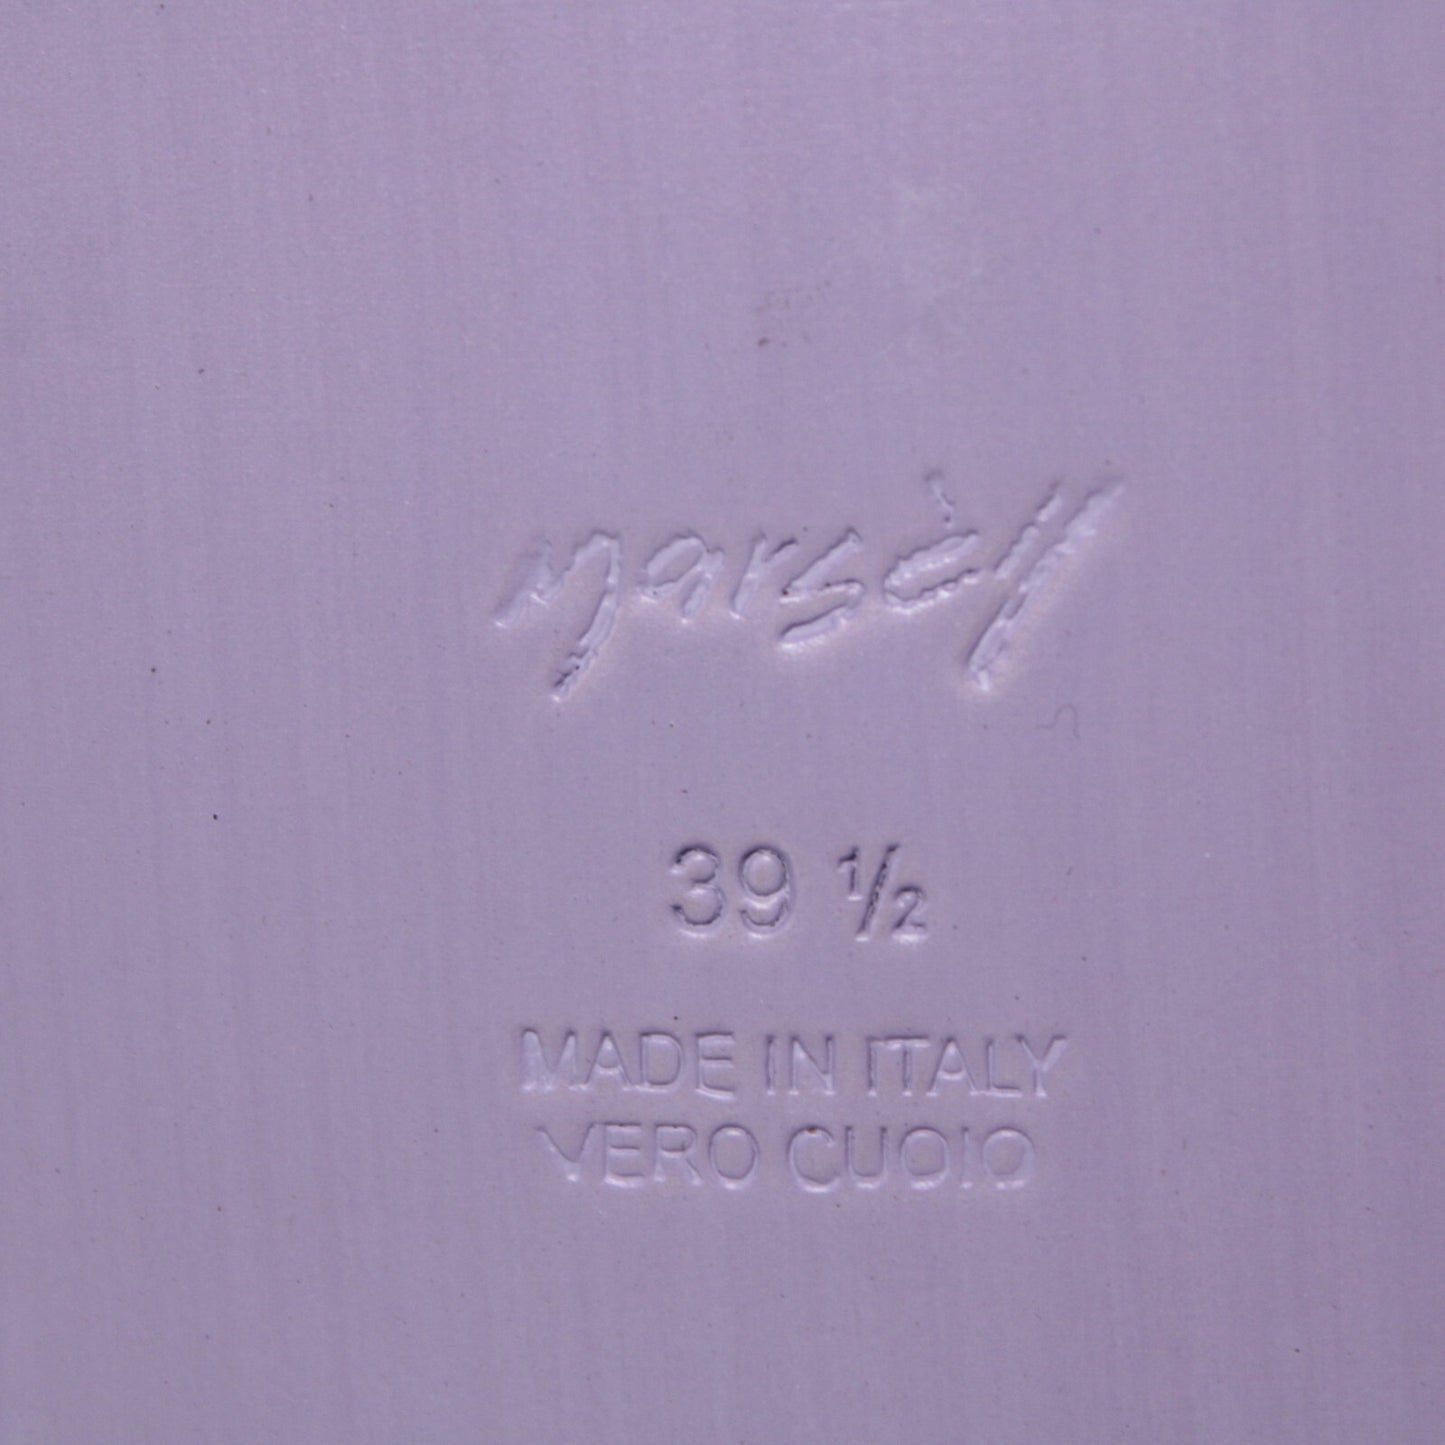 marsèll
39 ½
MADE IN ITALY
VERO CUOIO